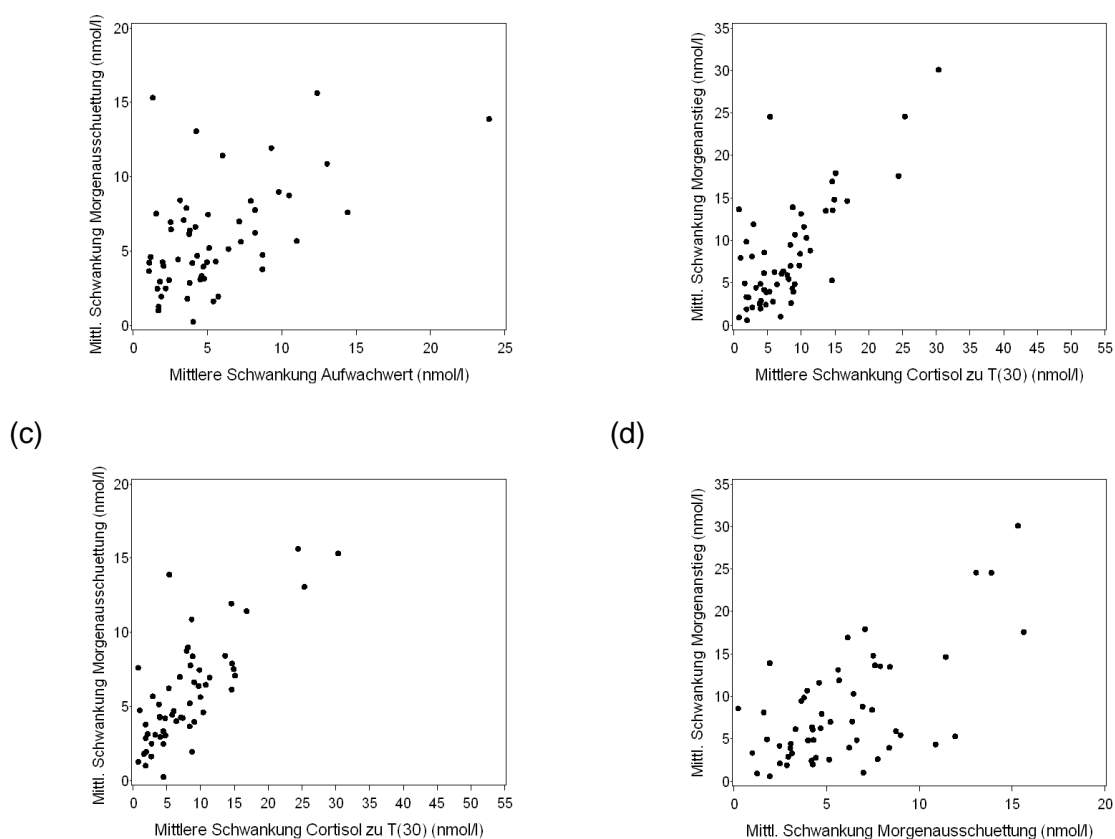 Mittl. Schwankung Morgenausschuettung (nmol/l)
20
15
10
5
0
0 5 10 15 20 25
Mittlere Schwankung Aufwachwert (nmol/l)
Mittl. Schwankung Morgenanstieg (nmol/l)
35
30
25
20
15
10
5
0
0 5 10 15 20 25 30 35 40 45 50 55
Mittlere Schwankung Cortisol zu T(30) (nmol/l)
(c)
(d)
Mittl. Schwankung Morgenausschuettung (nmol/l)
20
15
10
5
0
0 5 10 15 20 25 30 35 40 45 50 55
Mittlere Schwankung Cortisol zu T(30) (nmol/l)
Mittl. Schwankung Morgenanstieg (nmol/l)
35
30
25
20
15
10
5
0
0 5 10 15 20
Mittl. Schwankung Morgenausschuettung (nmol/l)